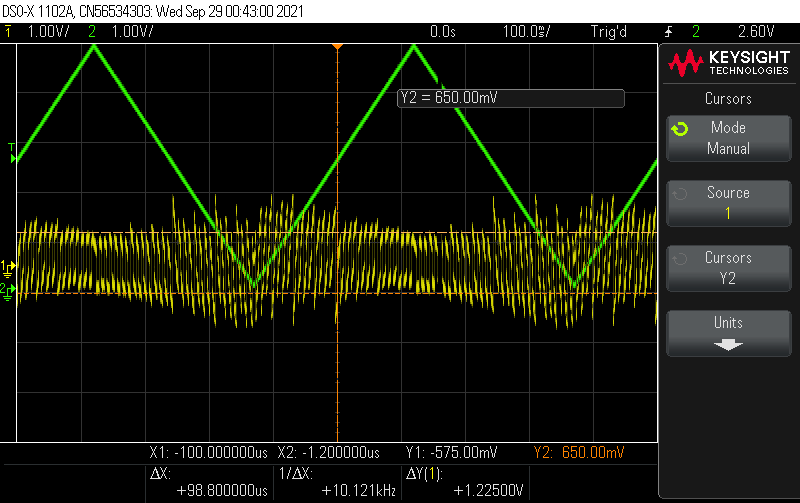 DSO-X 1102A, CN56534303: Wed Sep 29 00:43:00 2021
1 1.00V/ 2 1.00V/ 0.0s 100.0ms/ Trig'd 2 2.60V
KEYSIGHT
TECHNOLOGIES
Cursors
Y2 = 650.00mV
Mode
Manual
T
Source
1
Cursors
Y2
1
2
Units
X1: -100.000000us X2: -1.200000us Y1: -575.00mV Y2: 650.00mV
ΔX: 1/ΔX: ΔY(1):
+98.800000us +10.121kHz +1.22500V